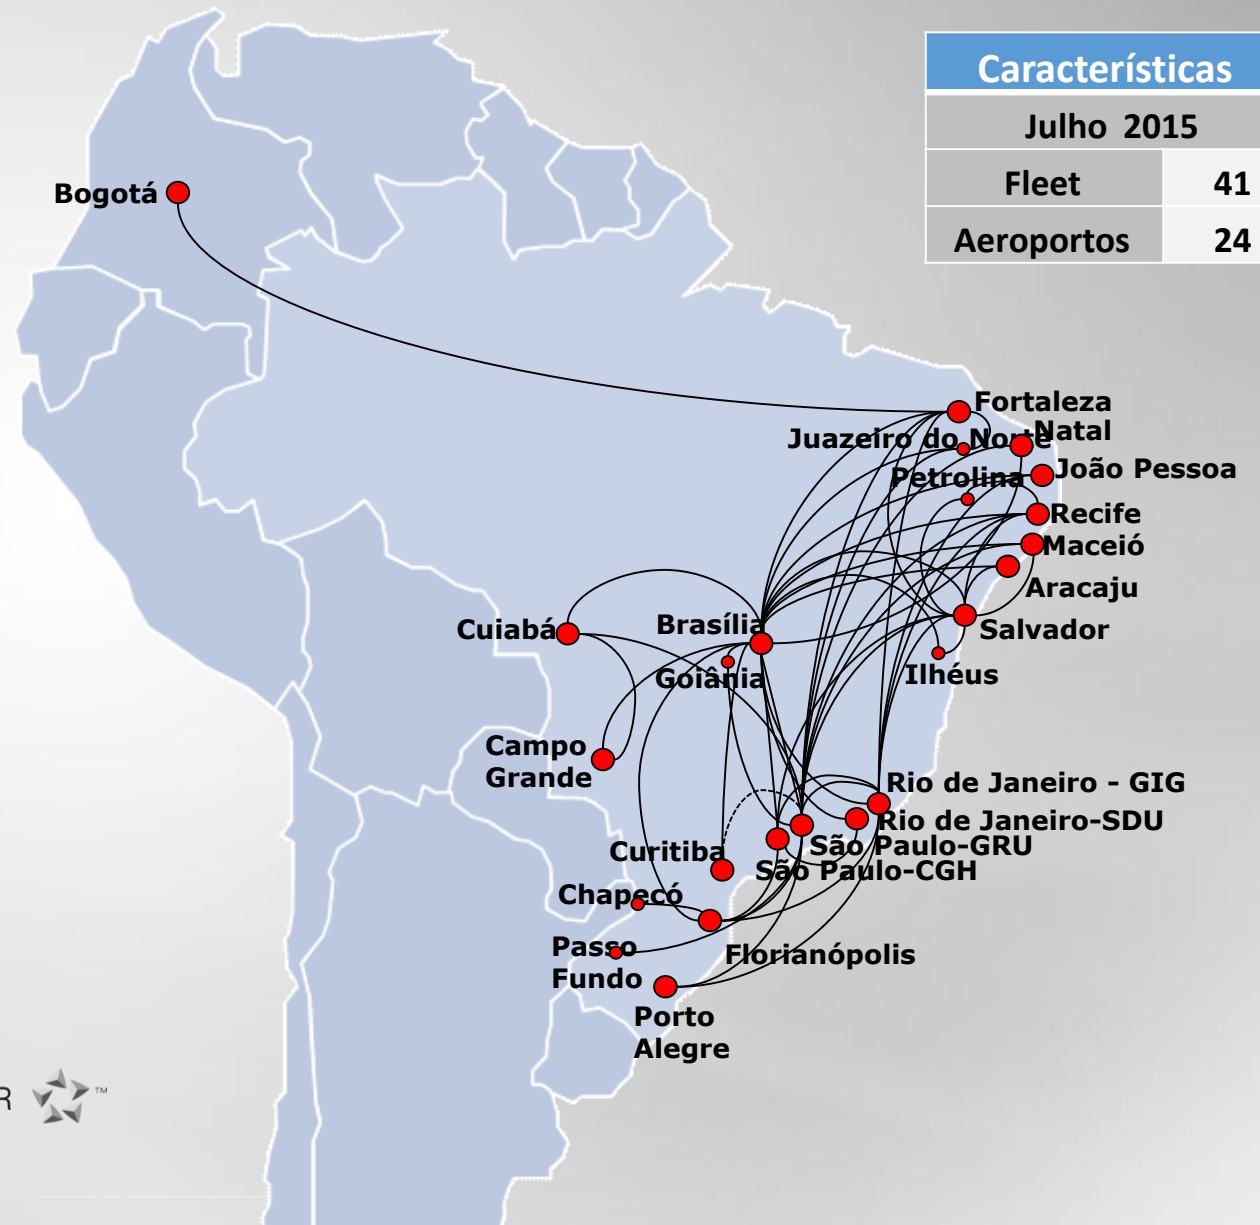 Características
Julho 2015
Fleet 41
Aeroportos 24
Bogotá
Fortaleza
Juazeiro do Norte
Natal
Petrolina
João Pessoa
Recife
Maceió
Aracaju
Cuiabá
Brasília
Salvador
Goiânia
Ilhéus
Campo
Grande
Rio de Janeiro - GIG
Rio de Janeiro-SDU
São Paulo-GRU
Curitiba
São Paulo-CGH
Chapecó
Passo
Fundo
Florianópolis
Porto
Alegre
R ™